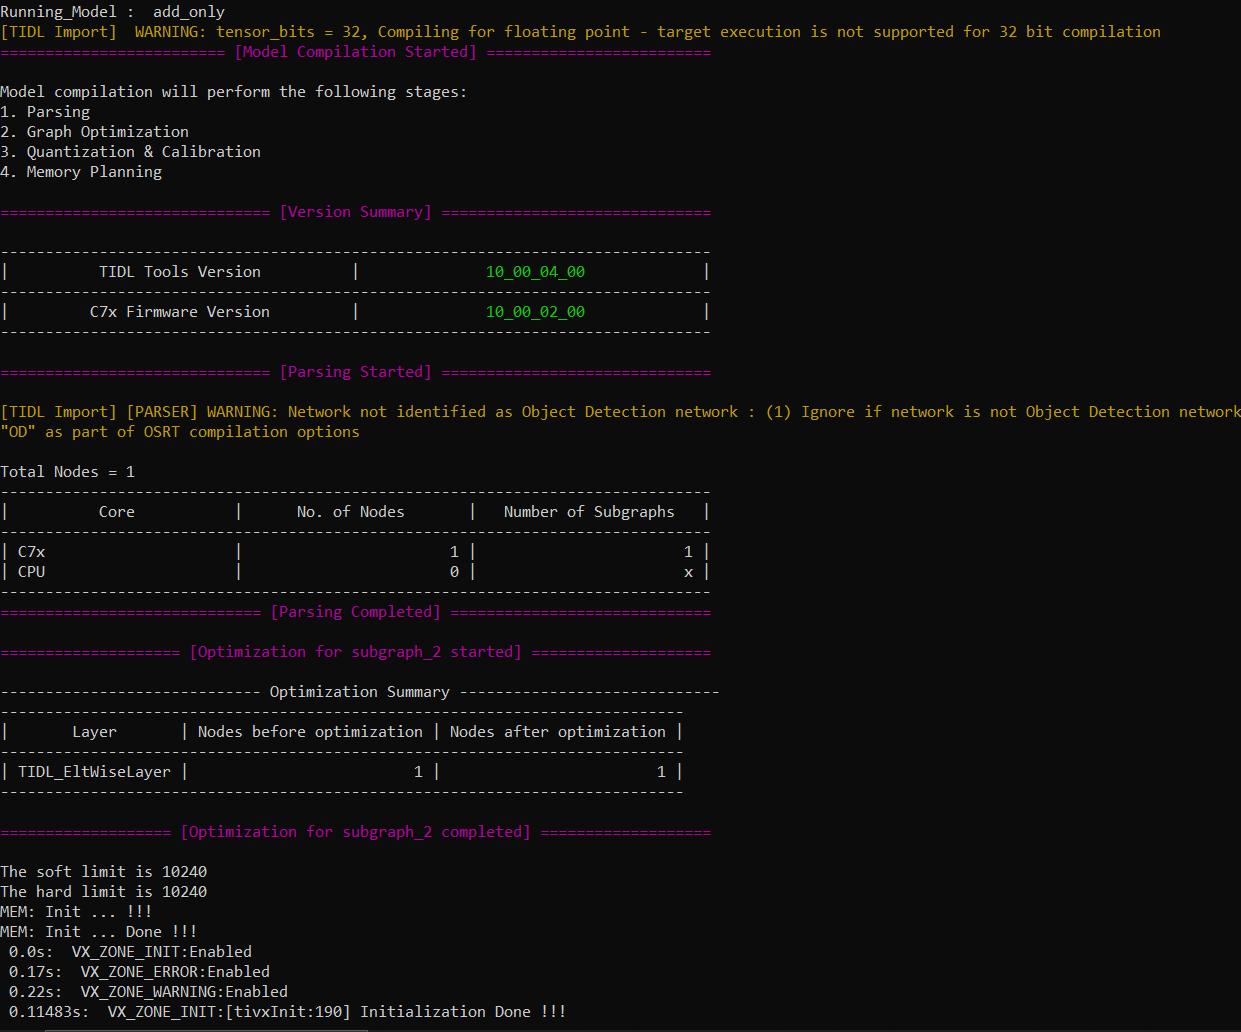 Running_Model :  add_only
[TIDL Import]  WARNING: tensor_bits = 32, Compiling for floating point - target execution is not supported for 32 bit compilation
========================= [Model Compilation Started] =========================
Model compilation will perform the following stages:
1. Parsing
2. Graph Optimization
3. Quantization & Calibration
4. Memory Planning
============================== [Version Summary] ==============================
-------------------------------------------------------------------------------
|          TIDL Tools Version          |              10_00_04_00             |
-------------------------------------------------------------------------------
|         C7x Firmware Version         |              10_00_02_00             |
-------------------------------------------------------------------------------
============================== [Parsing Started] ==============================
[TIDL Import] [PARSER] WARNING: Network not identified as Object Detection network : (1) Ignore if network is not Object Detection network
"OD" as part of OSRT compilation options
Total Nodes = 1
-------------------------------------------------------------------------------
|          Core           |      No. of Nodes       |   Number of Subgraphs   |
-------------------------------------------------------------------------------
| C7x                     |                       1 |                       1 |
| CPU                     |                       0 |                       x |
-------------------------------------------------------------------------------
============================= [Parsing Completed] =============================
==================== [Optimization for subgraph_2 started] ====================
----------------------------- Optimization Summary -----------------------------
----------------------------------------------------------------------------
|       Layer       | Nodes before optimization | Nodes after optimization |
----------------------------------------------------------------------------
| TIDL_EltWiseLayer |                         1 |                        1 |
----------------------------------------------------------------------------
=================== [Optimization for subgraph_2 completed] ===================
The soft limit is 10240
The hard limit is 10240
MEM: Init ... !!!
MEM: Init ... Done !!!
 0.0s:  VX_ZONE_INIT:Enabled
 0.17s:  VX_ZONE_ERROR:Enabled
 0.22s:  VX_ZONE_WARNING:Enabled
 0.11483s:  VX_ZONE_INIT:[tivxInit:190] Initialization Done !!!